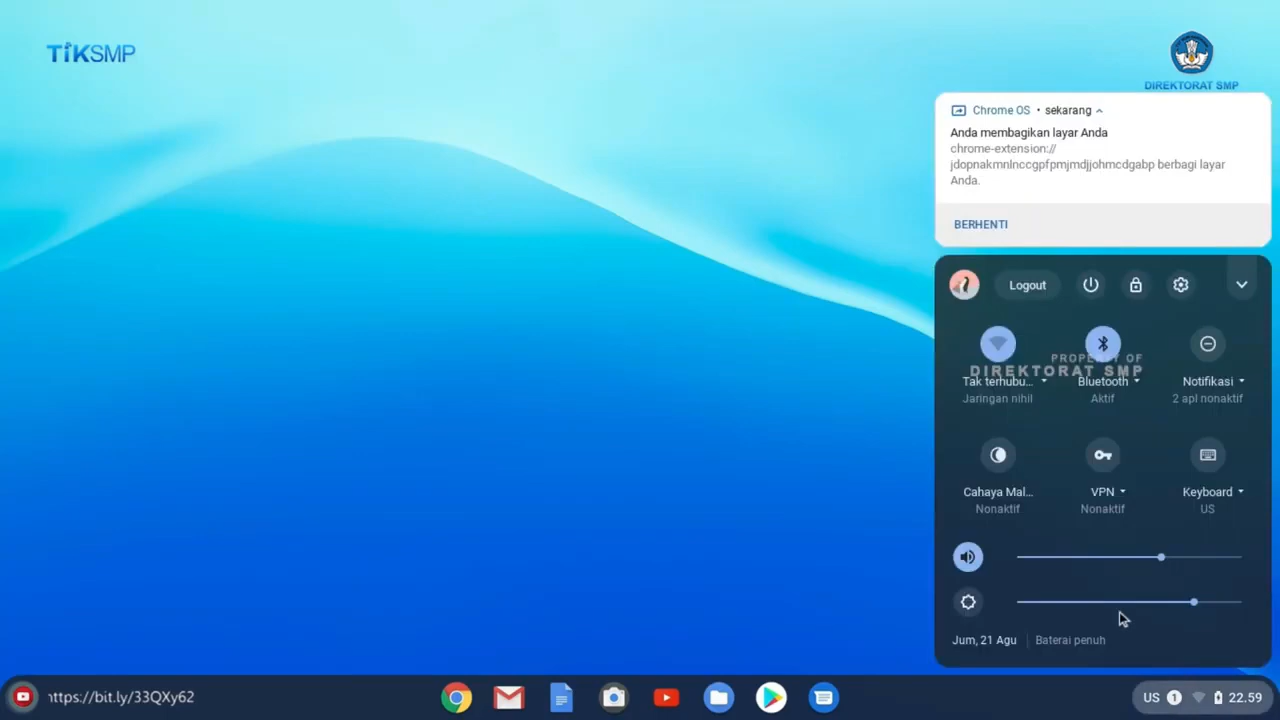 TiKSMP
DIREKTORAT SMP
Chrome OS • sekarang
Anda membagikan layar Anda
chrome-extension://
jdopnakmnlnccgpfpmjmdjjohmcdgabp berbagi layar
Anda.
BERHENTI
Logout
PROPERTY OF
DIREKTORAT SMP
Tak terhubu...
Bluetooth
Notifikasi
Jaringan nihil
Aktif
2 apl nonaktif
Cahaya Mal...
VPN
Keyboard
Nonaktif
Nonaktif
US
Jum, 21 Agu
Baterai penuh
https://bit.ly/33QXy62
US 1 22.59